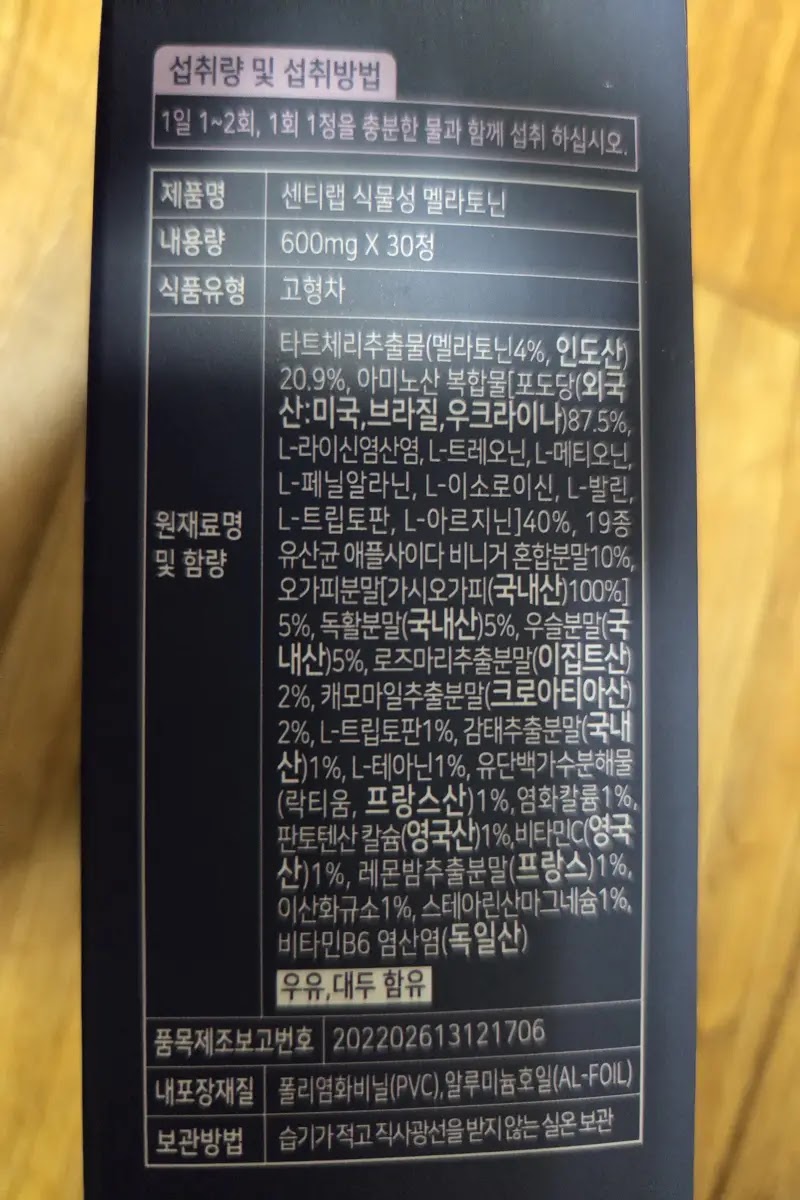 섭취량 및 섭취방법
1일 1~2회, 1회 1정을 충분한 물과 함께 섭취 하십시오.
제품명 센티랩 식물성 멜라토닌
내용량 600mg X 30정
식품유형 고형차
원재료명 및 함량
타트체리추출물(멜라토닌4%, 인도산)
20.9%, 아미노산 복합물[포도당(외국
산:미국,브라질,우크라이나)87.5%,
L-라이신염산염, L-트레오닌, L-메티오닌,
L-페닐알라닌, L-이소로이신, L-발린,
L-트립토판, L-아르지닌]40%, 19종
유산균 애플사이다 비니거 혼합분말10%,
오가피분말[가시오가피(국내산)100%]
5%, 독활분말(국내산)5%, 우슬분말(국
내산)5%, 로즈마리추출분말(이집트산)
2%, 캐모마일추출분말(크로아티아산)
2%, L-트립토판1%, 감태추출분말(국내
산)1%, L-테아닌1%, 유단백가수분해물
(락티움, 프랑스산)1%,염화칼륨1%,
판토텐산 칼슘(영국산)1%,비타민C(영국
산)1%, 레몬밤추출분말(프랑스)1%,
이산화규소1%, 스테아린산마그네슘1%,
비타민B6 염산염(독일산)
우유,대두 함유
품목제조보고번호 202202613121706
내포장재질 폴리염화비닐(PVC),알루미늄호일(AL-FOIL)
보관방법 습기가 적고 직사광선을 받지 않는 실온 보관